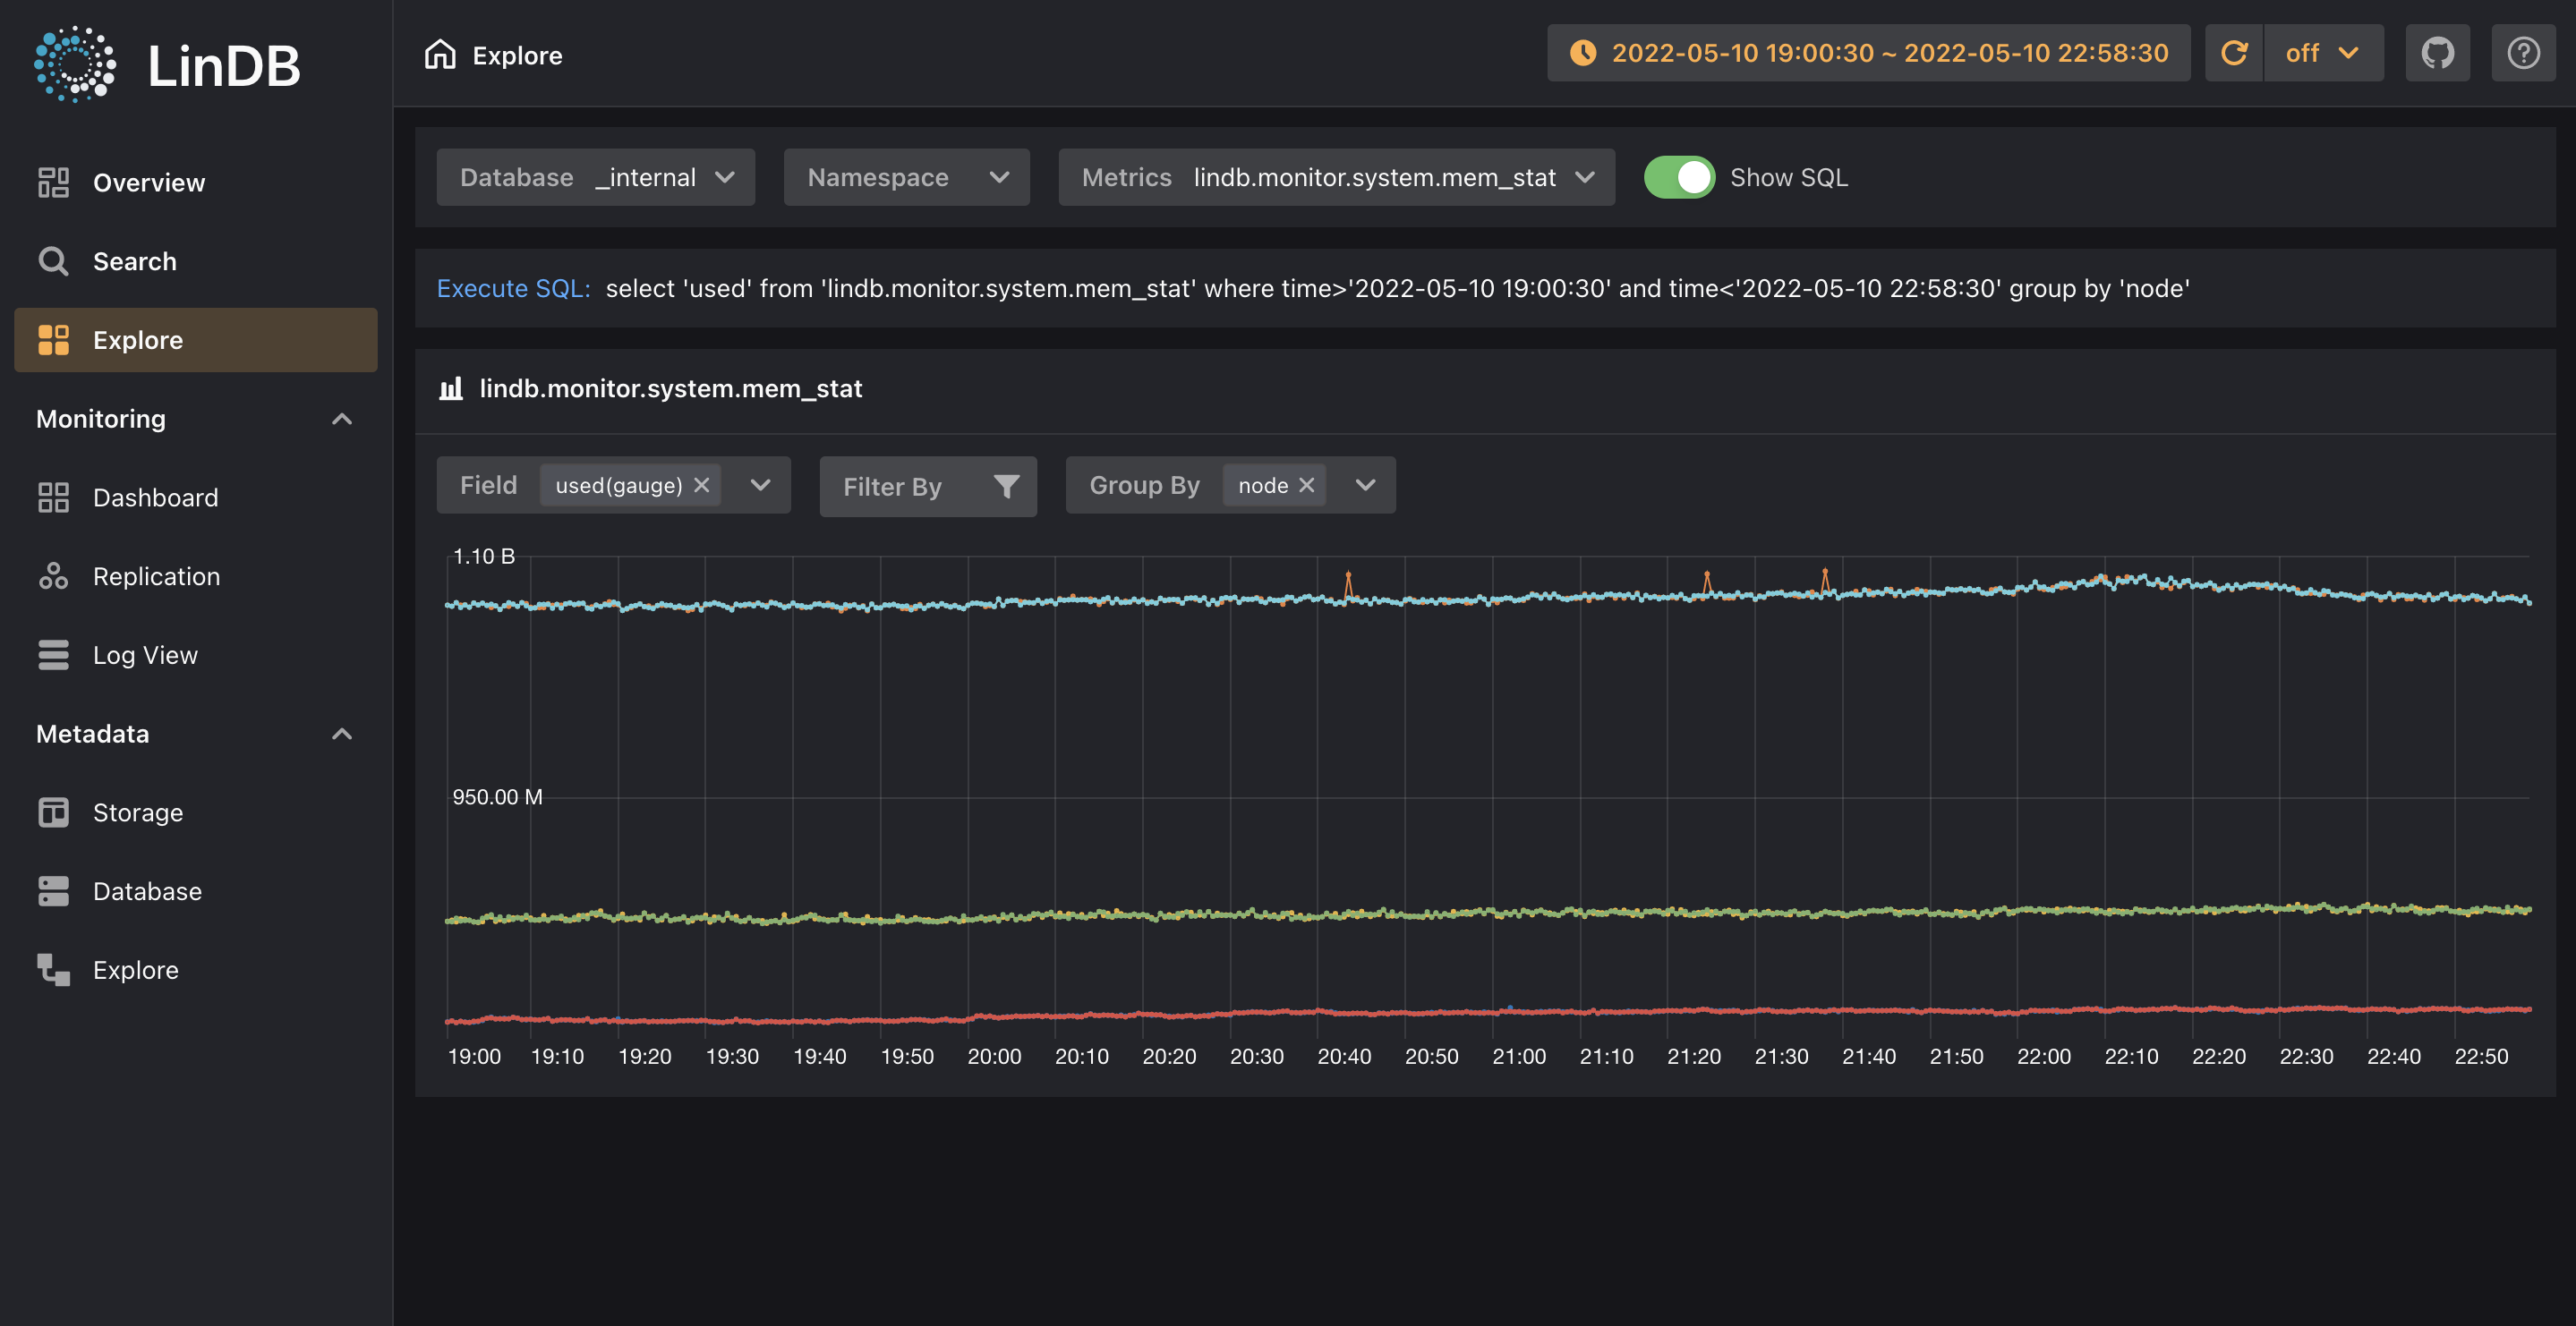 LinDB
Explore
2022-05-10 19:00:30 ~ 2022-05-10 22:58:30
off
Overview
Search
Explore
Monitoring
Dashboard
Replication
Log View
Metadata
Storage
Database
Explore
Database _internal
Namespace
Metrics lindb.monitor.system.mem_stat
Show SQL
Execute SQL: select 'used' from 'lindb.monitor.system.mem_stat' where time>'2022-05-10 19:00:30' and time<'2022-05-10 22:58:30' group by 'node'
lindb.monitor.system.mem_stat
Field used(gauge)
Filter By
Group By node
1.10 B
950.00 M
19:00 19:10 19:20 19:30 19:40 19:50 20:00 20:10 20:20 20:30 20:40 20:50 21:00 21:10 21:20 21:30 21:40 21:50 22:00 22:10 22:20 22:30 22:40 22:50